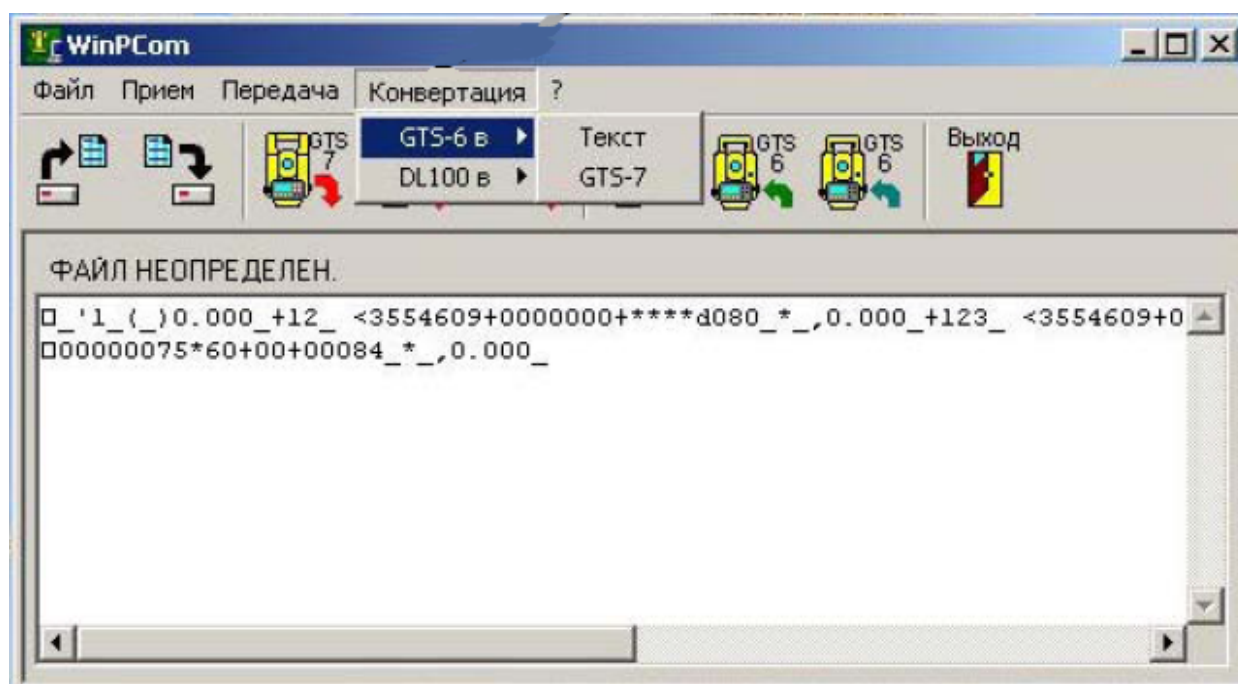 WinPCom
Файл Прием Передача Конвертация ?
GTS 7
GTS-6 в
DL100 в
Текст
GTS-7
GTS 6
GTS 6
Выход
ФАЙЛ НЕОПРЕДЕЛЕН.
□_'1_(_)0.000_+12_ <3554609+0000000+****d080_*_,0.000_+123_ <3554609+0
□00000075*60+00+00084_*_,0.000_